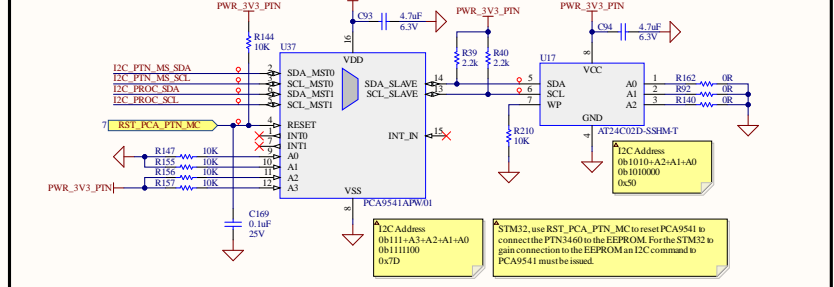 PWR_3V3_PTN
C93
4.7uF
6.3V
PWR_3V3_PTN
PWR_3V3_PTN
C94
4.7uF
6.3V
R144
10K
U37
16
VDD
R39
2.2k
R40
2.2k
U17
8
VCC
I2C_PTN_MS_SDA
2
SDA_MST0
I2C_PTN_MS_SCL
3
SCL_MST0
I2C_PROC_SDA
6
SDA_MST1
I2C_PROC_SCL
5
SCL_MST1
SDA_SLAVE
14
SCL_SLAVE
13
5
SDA
6
SCL
7
WP
A0
1
R162
0R
A1
2
R92
0R
A2
3
R140
0R
GND
4
AT24C02D-SSHM-T
7
RST_PCA_PTN_MC
4
RESET
1
INT0
7
INT1
INT_IN
15
R210
10K
R147
10K
9
A0
R155
10K
10
A1
R156
10K
11
A2
PWR_3V3_PTN
R157
10K
12
A3
VSS
8
PCA9541APW/01
C169
0.1uF
25V
I2C Address
0b1010+A2+A1+A0
0b1010000
0x50
I2C Address
0b111+A3+A2+A1+A0
0b1111100
0x7D
STM32, use RST_PCA_PTN_MC to reset PCA9541 to
connect the PTN3460 to the EEPROM. For the STM32 to
gain connection to the EEPROM an I2C command to
PCA9541 must be issued.